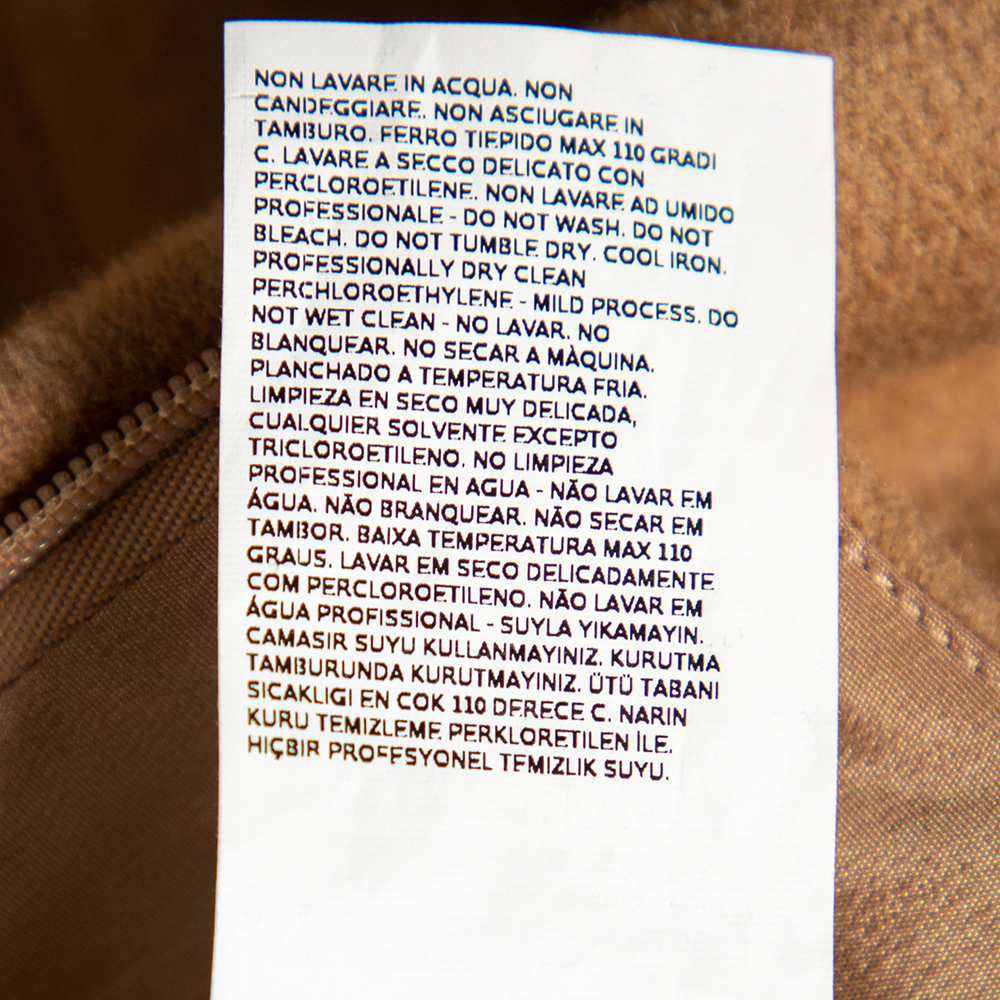 NON LAVARE IN ACQUA. NON
CANDEGGIARE. NON ASCIUGARE IN
TAMBURO. FERRO TIEPIDO MAX 110 GRADI
C. LAVARE A SECCO DELICATO CON
PERCLOROETILENE. NON LAVARE AD UMIDO
PROFESSIONALE - DO NOT WASH. DO NOT
BLEACH. DO NOT TUMBLE DRY. COOL IRON.
PROFESSIONALLY DRY CLEAN
PERCHLOROETHYLENE - MILD PROCESS. DO
NOT WET CLEAN - NO LAVAR. NO
BLANQUEAR. NO SECAR A MÀQUINA.
PLANCHADO A TEMPERATURA FRIA.
LIMPIEZA EN SECO MUY DELICADA,
CUALQUIER SOLVENTE EXCEPTO
TRICLOROETILENO. NO LIMPIEZA
PROFESSIONAL EN AGUA - NÃO LAVAR EM
ÁGUA. NÃO BRANQUEAR. NÃO SECAR EM
TAMBOR. BAIXA TEMPERATURA MAX 110
GRAUS. LAVAR EM SECO DELICADAMENTE
COM PERCLOROETILENO. NÃO LAVAR EM
ÁGUA PROFISSIONAL - SUYLA YIKAMAYIN.
CAMASIR SUYU KULLANMAYINIZ. KURUTMA
TAMBURUNDA KURUTMAYINIZ. ÜTÜ TABANI
SICAKLIGI EN COK 110 DERECE C. NARIN
KURU TEMIZLEME PERKLORETILEN İLE.
HIÇBIR PROFESYONEL TEMIZLIK SUYU.